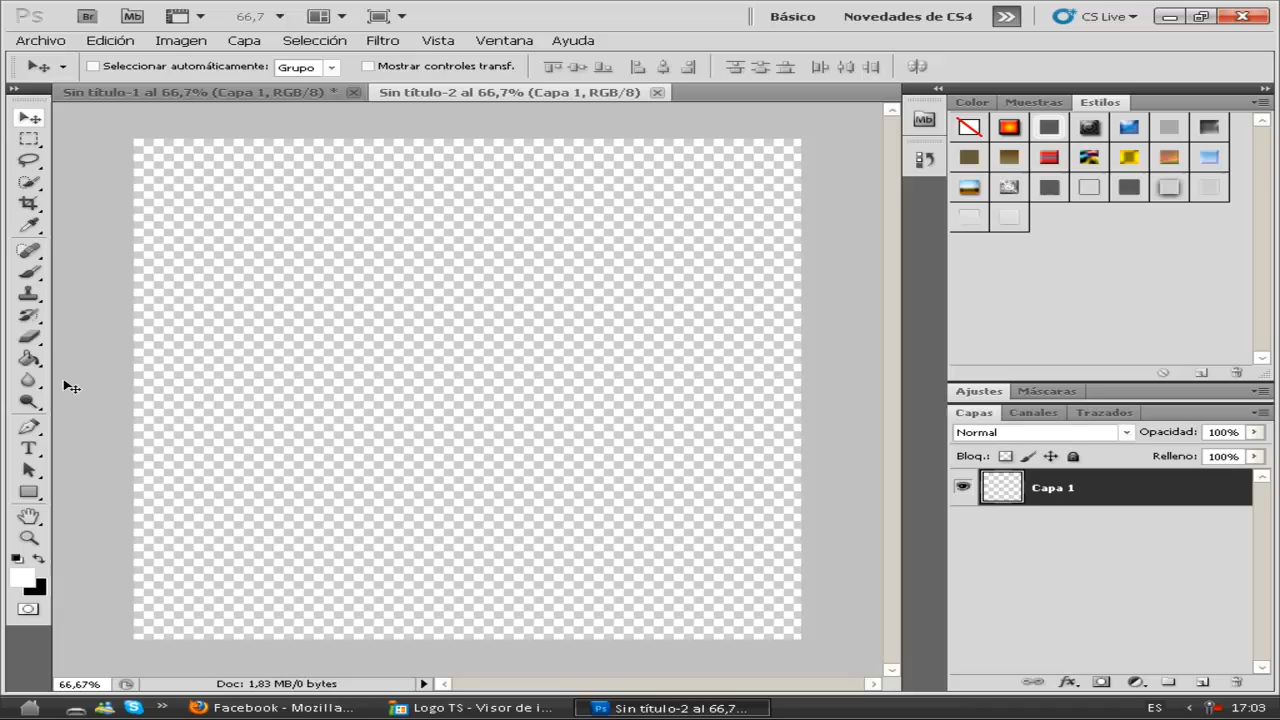 Ps Br Mb 66,7 Básico Novedades de CS4 CS Live
Archivo Edición Imagen Capa Selección Filtro Vista Ventana Ayuda
Seleccionar automáticamente: Grupo Mostrar controles transf.
Sin título-1 al 66,7% (Capa 1, RGB/8) * Sin título-2 al 66,7% (Capa 1, RGB/8)
Color Muestras Estilos
Mb
Ajustes Máscaras
Capas Canales Trazados
Normal Opacidad: 100%
Bloq.: Relleno: 100%
Capa 1
T
66,67% Doc: 1,83 MB/0 bytes
fx
Facebook - Mozilla... Logo TS - Visor de i... Ps Sin título-2 al 66,7... ES 17:03